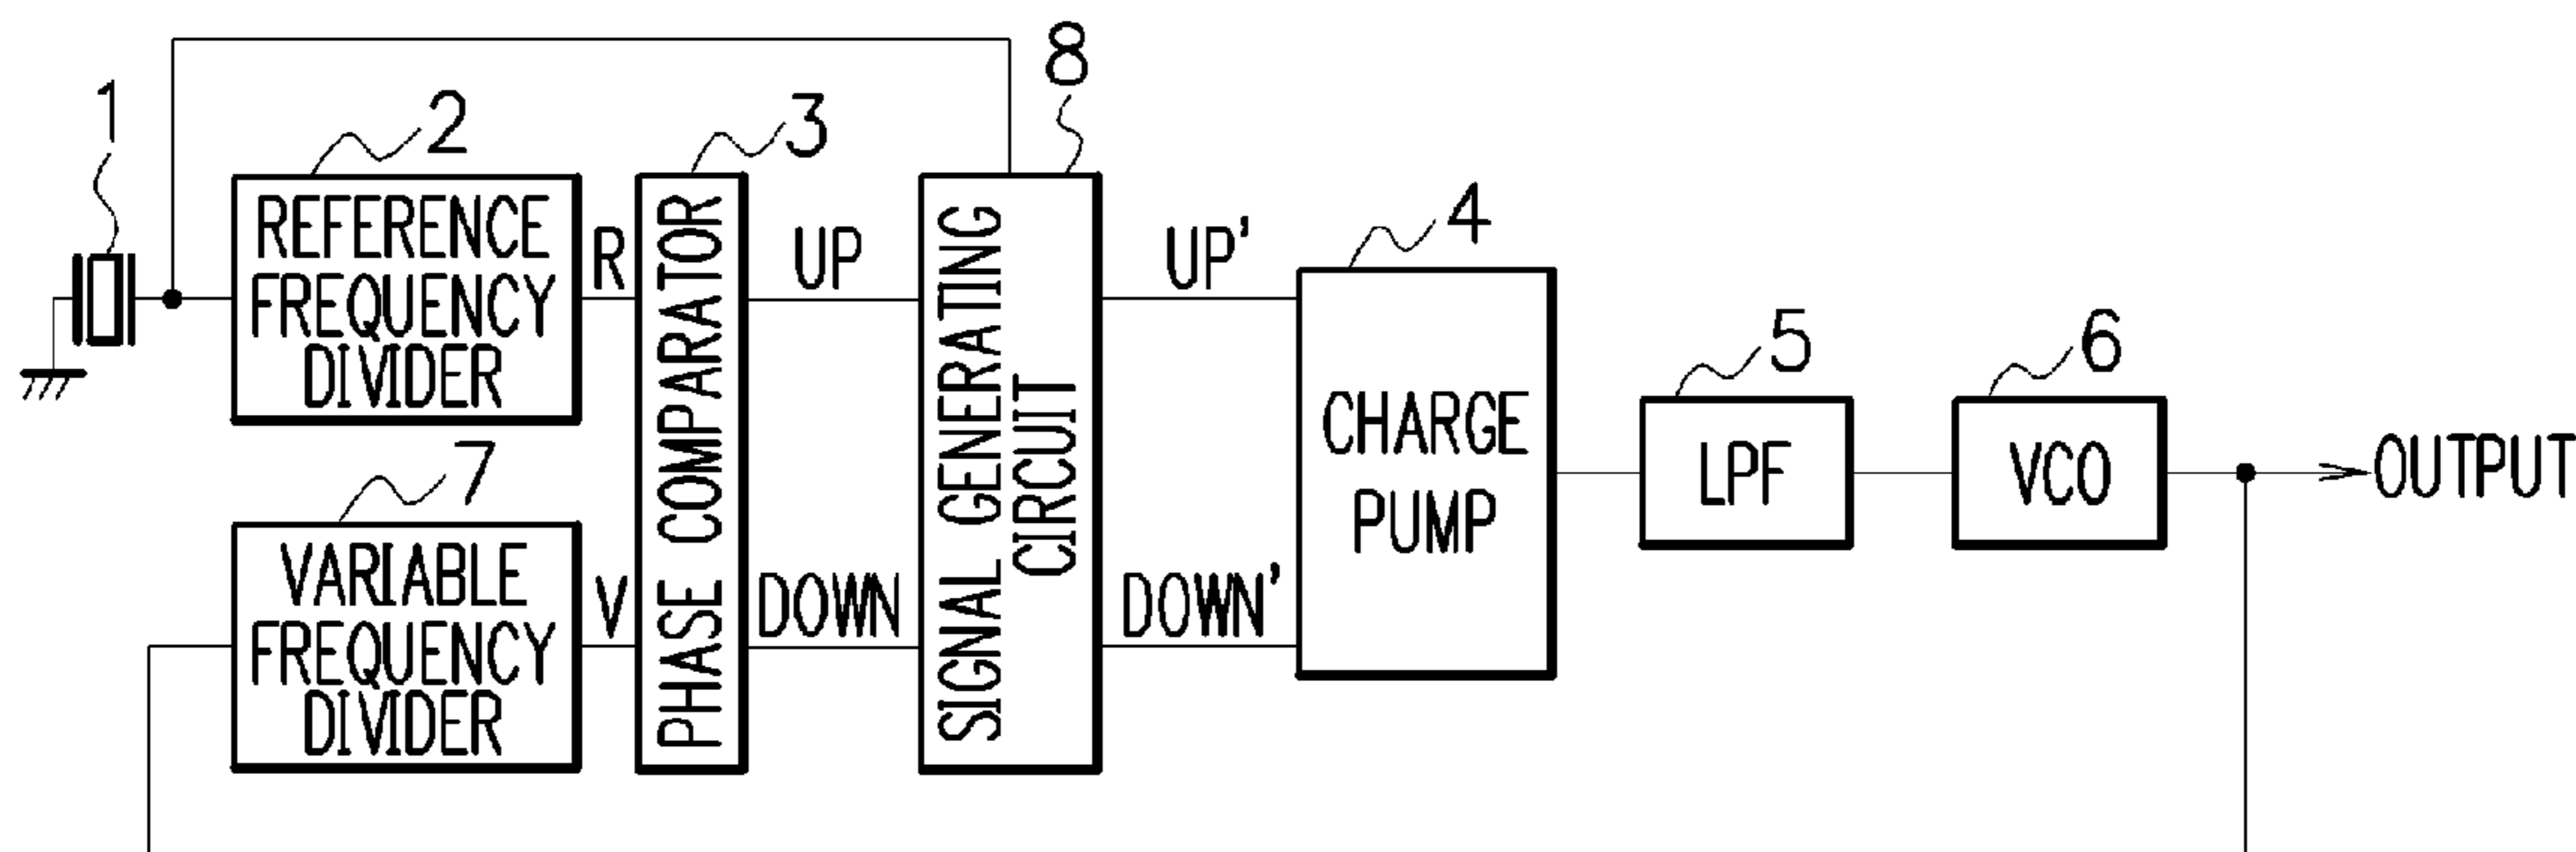 1
2
3
8
REFERENCE
FREQUENCY
DIVIDER
R
PHASE COMPARATOR
UP
SIGNAL GENERATING
CIRCUIT
UP'
4
CHARGE
PUMP
5
LPF
6
VCO
OUTPUT
7
VARIABLE
FREQUENCY
DIVIDER
V
DOWN
DOWN'